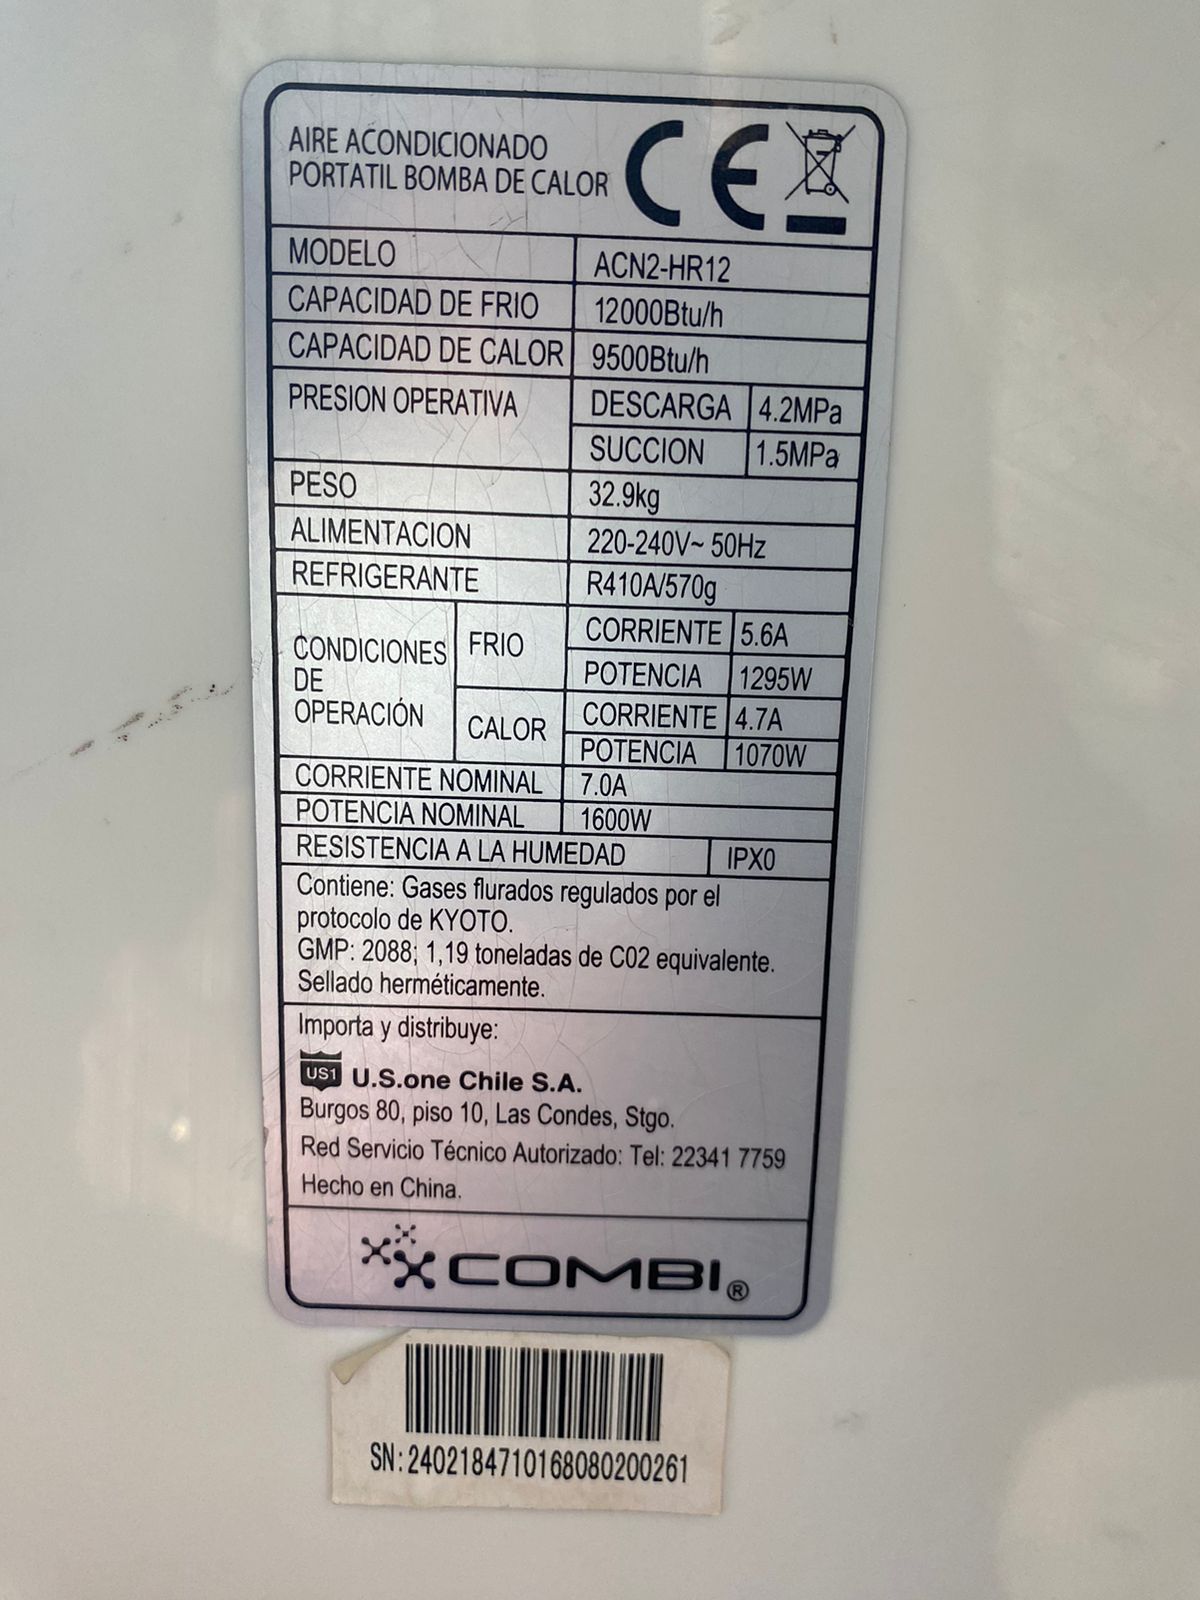 AIRE ACONDICIONADO
PORTATIL BOMBA DE CALOR
CE
MODELO ACN2-HR12
CAPACIDAD DE FRIO 12000Btu/h
CAPACIDAD DE CALOR 9500Btu/h
PRESION OPERATIVA DESCARGA 4.2MPa
SUCCION 1.5MPa
PESO 32.9kg
ALIMENTACION 220-240V~ 50Hz
REFRIGERANTE R410A/570g
CONDICIONES DE OPERACIÓN FRIO CORRIENTE 5.6A
POTENCIA 1295W
CALOR CORRIENTE 4.7A
POTENCIA 1070W
CORRIENTE NOMINAL 7.0A
POTENCIA NOMINAL 1600W
RESISTENCIA A LA HUMEDAD IPX0
Contiene: Gases flurados regulados por el
protocolo de KYOTO.
GMP: 2088; 1,19 toneladas de C02 equivalente.
Sellado herméticamente.
Importa y distribuye:
US1 U.S.one Chile S.A.
Burgos 80, piso 10, Las Condes, Stgo.
Red Servicio Técnico Autorizado: Tel: 22341 7759
Hecho en China.
COMBI®
SN:2402184710168080200261